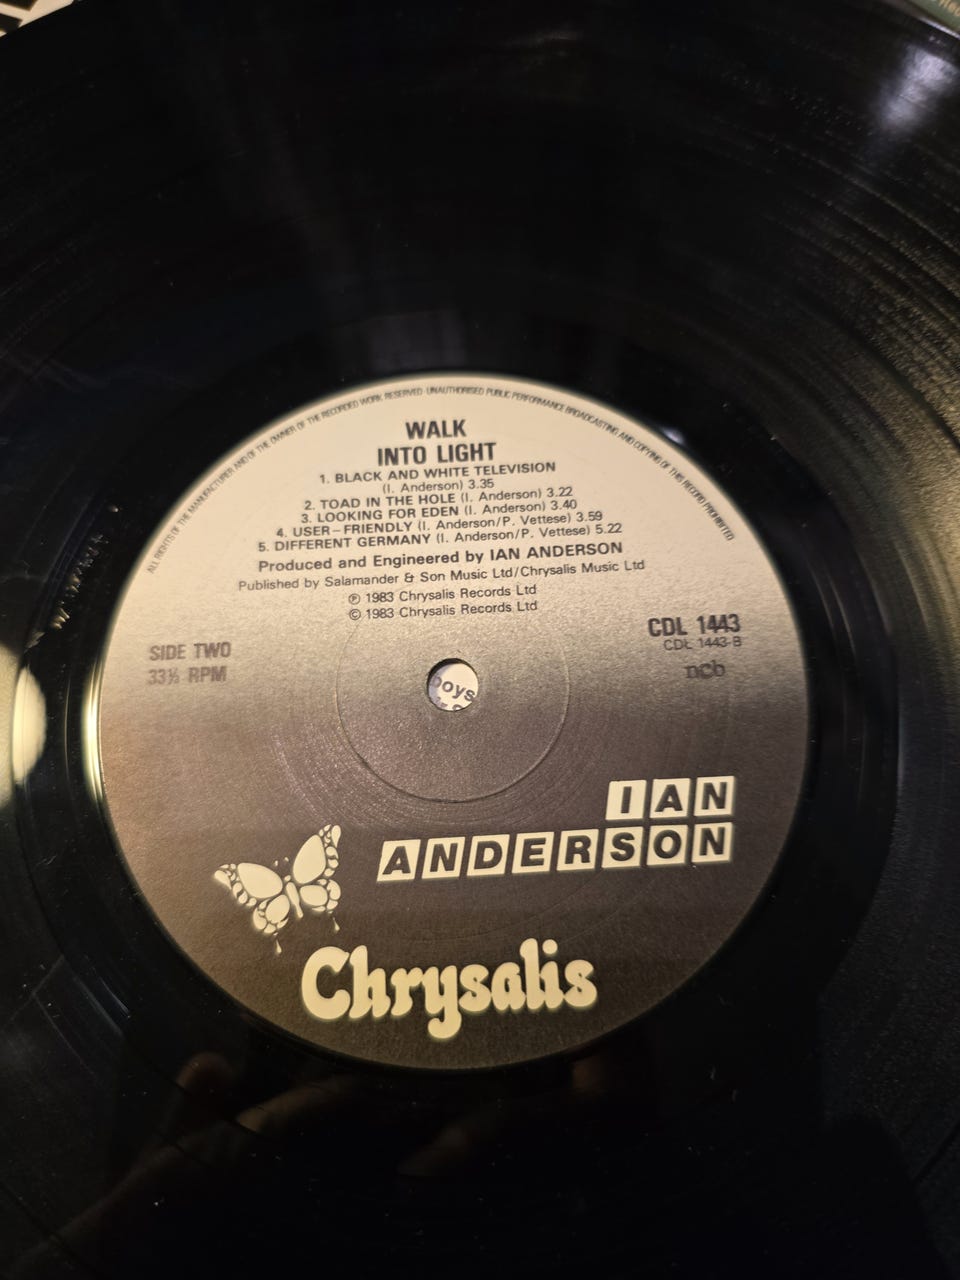 ALL RIGHTS OF THE MANUFACTURER AND OF THE OWNER OF THE RECORDED WORK RESERVED · UNAUTHORISED PUBLIC PERFORMANCE BROADCASTING AND COPYING OF THIS RECORD PROHIBITED
WALK
INTO LIGHT
1. BLACK AND WHITE TELEVISION
(I. Anderson) 3.35
2. TOAD IN THE HOLE (I. Anderson) 3.22
3. LOOKING FOR EDEN (I. Anderson) 3.40
4. USER-FRIENDLY (I. Anderson/P. Vettese) 3.59
5. DIFFERENT GERMANY (I. Anderson/P. Vettese) 5.22
Produced and Engineered by IAN ANDERSON
Published by Salamander & Son Music Ltd/Chrysalis Music Ltd
℗ 1983 Chrysalis Records Ltd
© 1983 Chrysalis Records Ltd
SIDE TWO
33⅓ RPM
CDL 1443
CDL 1443-B
ncb
boys
IAN
ANDERSON
Chrysalis